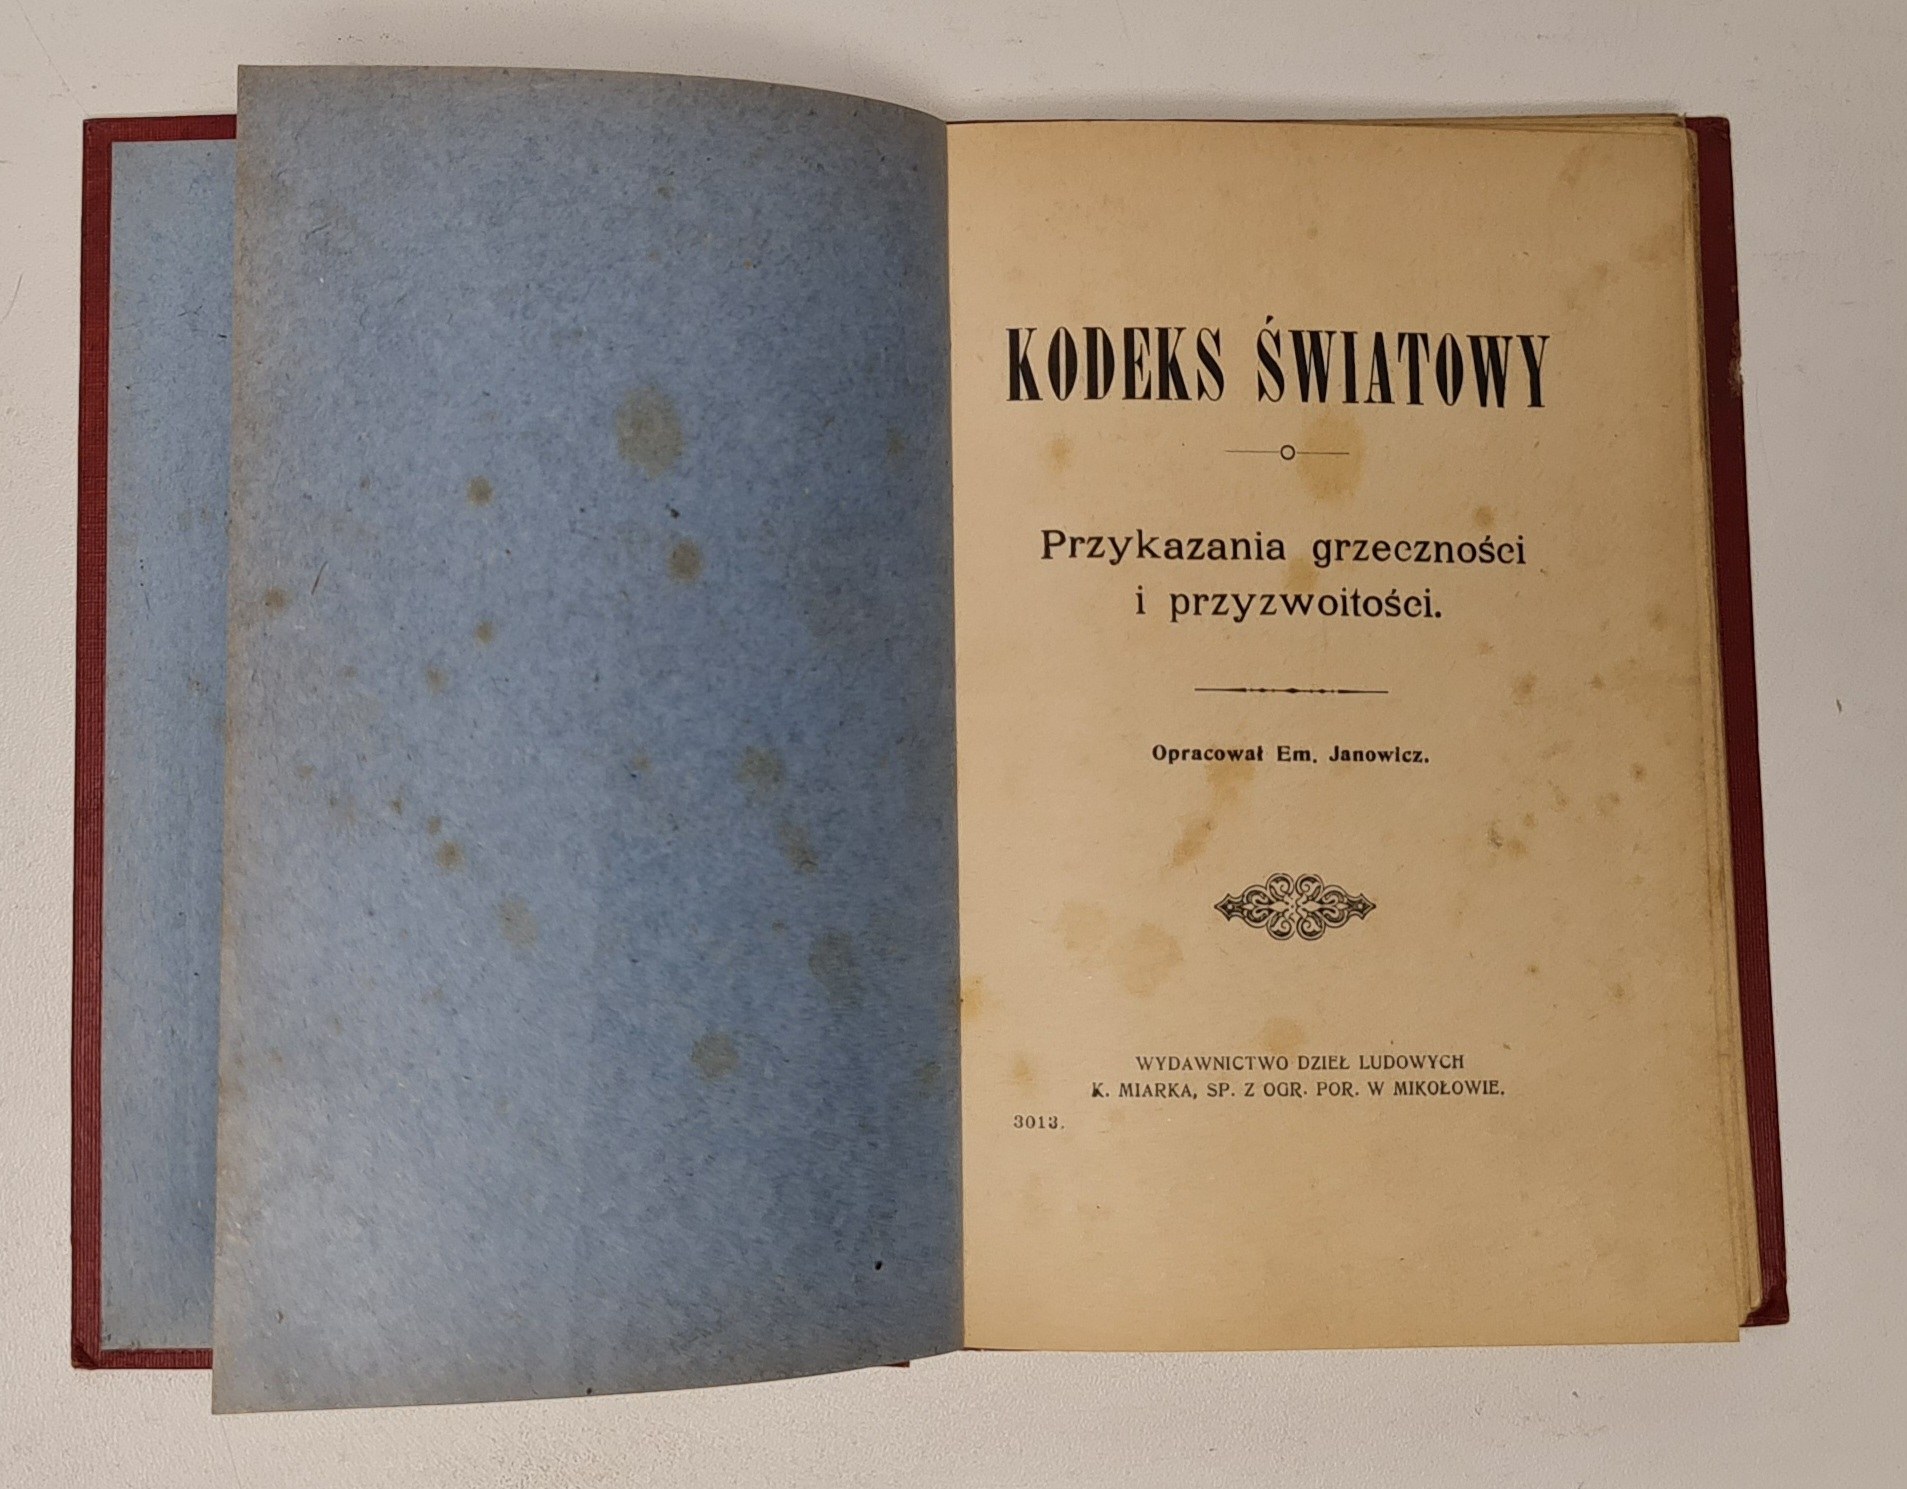 KODEKS ŚWIATOWY
Przykazania grzeczności
i przyzwoitości.
Opracował Em. Janowicz.
WYDAWNICTWO DZIEŁ LUDOWYCH
K. MIARKA, SP. Z OGR. POR. W MIKOŁOWIE.
3013.